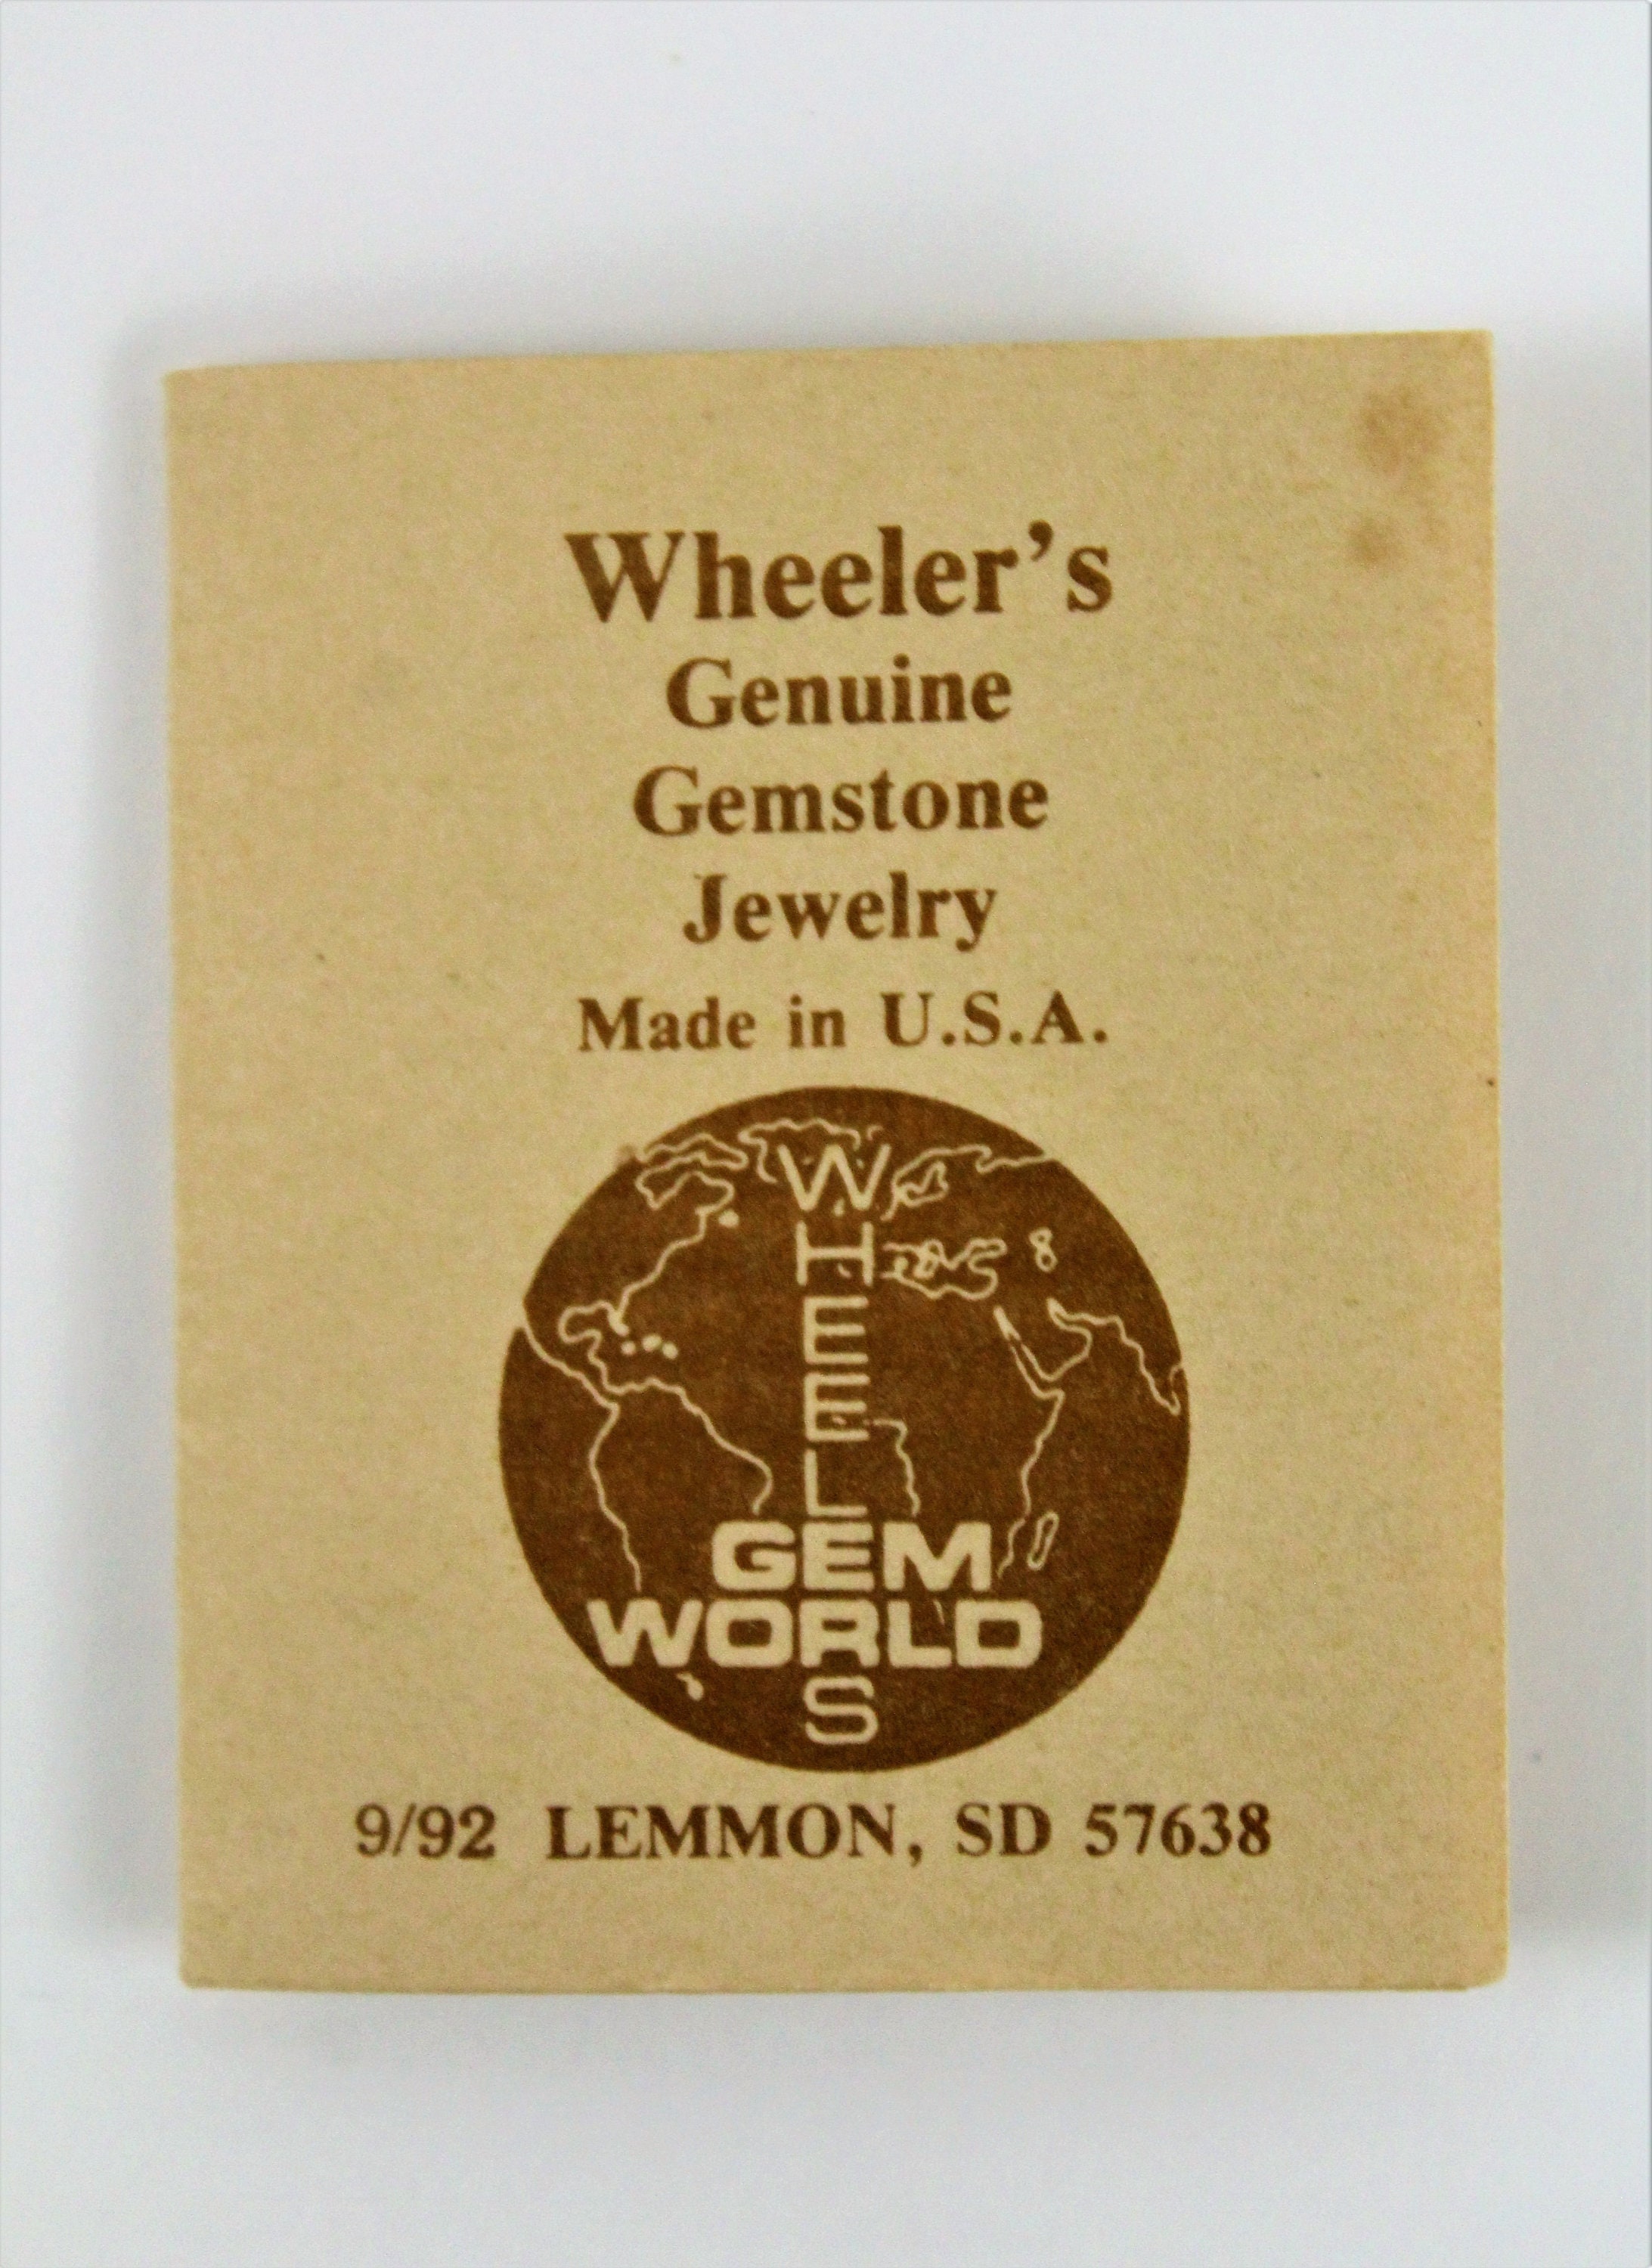 Wheeler's
Genuine
Gemstone
Jewelry
Made in U.S.A.
WHEELERS
GEM
WORLD
9/92 LEMMON, SD 57638